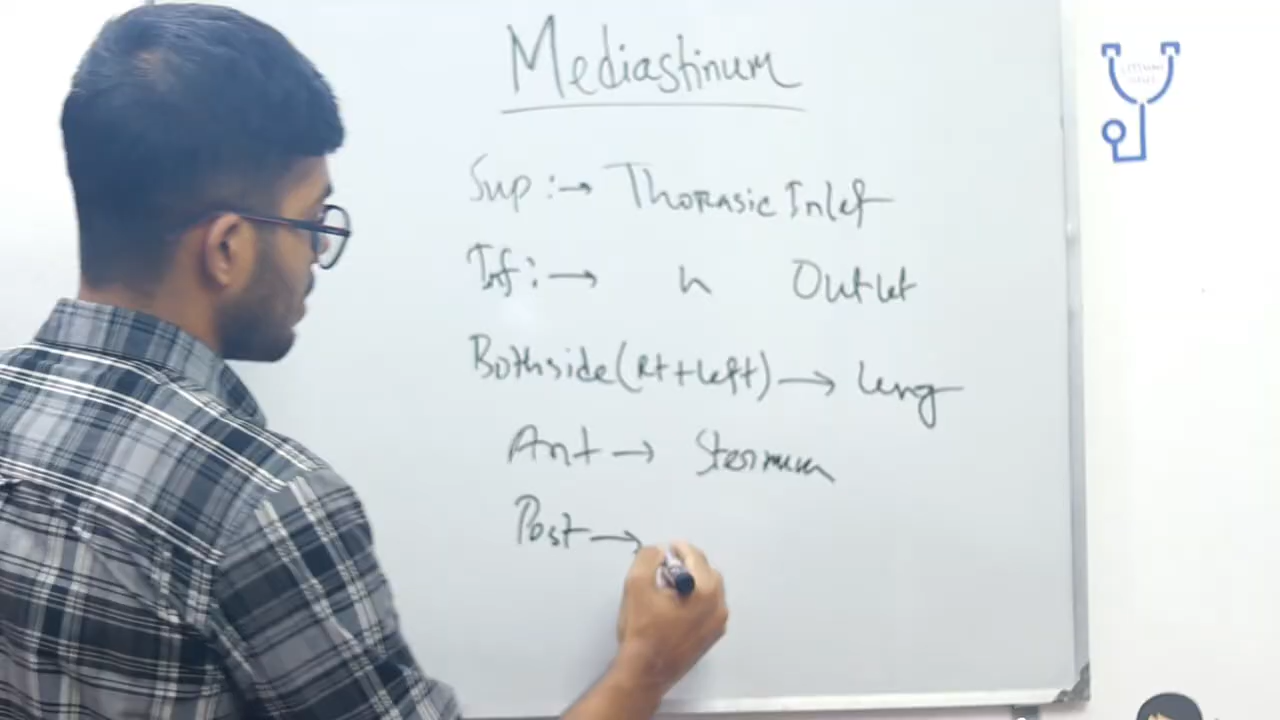 Mediastinum
Sup :→ Thorasic Inlet
Inf :→ 〃 Outlet
Bothside (Rt + left) → lung
Ant → Sternum
Post →